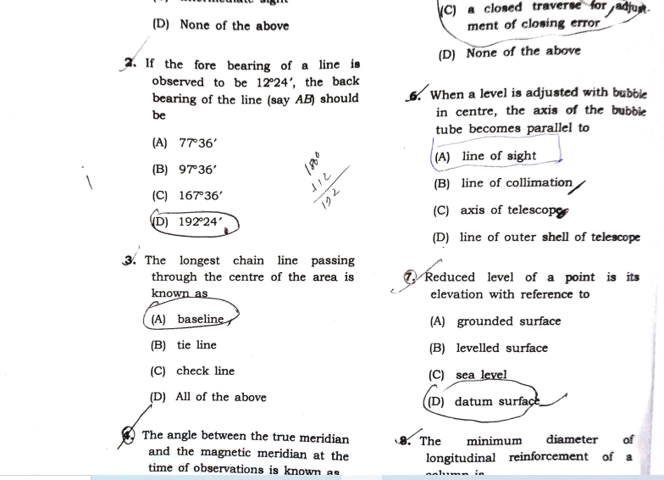 (D) None of the above
2. If the fore bearing of a line is
observed to be 12°24′, the back
bearing of the line (say AB) should
be
(A) 77°36′
(B) 97°36′
(C) 167°36′
(D) 192°24′
180
+12
192
3. The longest chain line passing
through the centre of the area is
known as
(A) baseline
(B) tie line
(C) check line
(D) All of the above
4. The angle between the true meridian
and the magnetic meridian at the
time of observations is known as
(C) a closed traverse for adjust-
ment of closing error
(D) None of the above
6. When a level is adjusted with bubble
in centre, the axis of the bubble
tube becomes parallel to
(A) line of sight
(B) line of collimation
(C) axis of telescope
(D) line of outer shell of telescope
7. Reduced level of a point is its
elevation with reference to
(A) grounded surface
(B) levelled surface
(C) sea level
(D) datum surface
8. The minimum diameter of
longitudinal reinforcement of a
column is